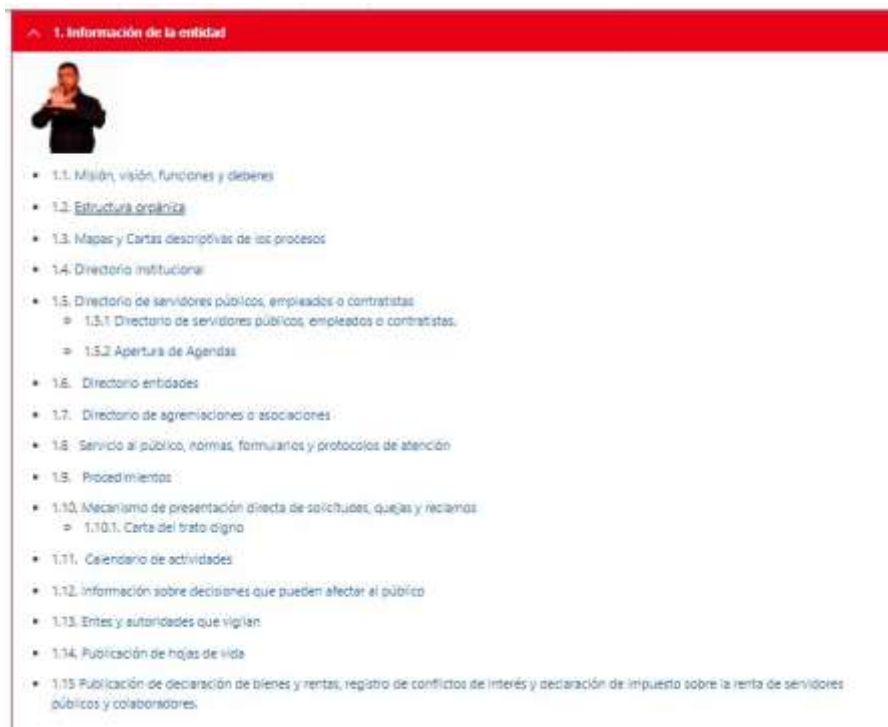 1. Información de la entidad
1.1. Misión, visión, funciones y deberes
1.2. Estructura orgánica
1.3. Mapas y Cartas descriptivas de los procesos
1.4. Directorio institucional
1.5. Directorio de servidores públicos, empleados o contratistas
1.5.1 Directorio de servidores públicos, empleados o contratistas.
1.5.2 Apertura de Agendas
1.6. Directorio entidades
1.7. Directorio de agremiaciones o asociaciones
1.8 Servicio al público, normas, formularios y protocolos de atención
1.9. Procedimientos
1.10. Mecanismo de presentación directa de solicitudes, quejas y reclamos
1.10.1. Carta del trato digno
1.11. Calendario de actividades
1.12. Información sobre decisiones que pueden afectar al público
1.13. Entes y autoridades que vigilan
1.14. Publicación de hojas de vida
1.15 Publicación de declaración de bienes y rentas, registro de conflictos de interés y declaración de impuesto sobre la renta de servidores
públicos y colaboradores.